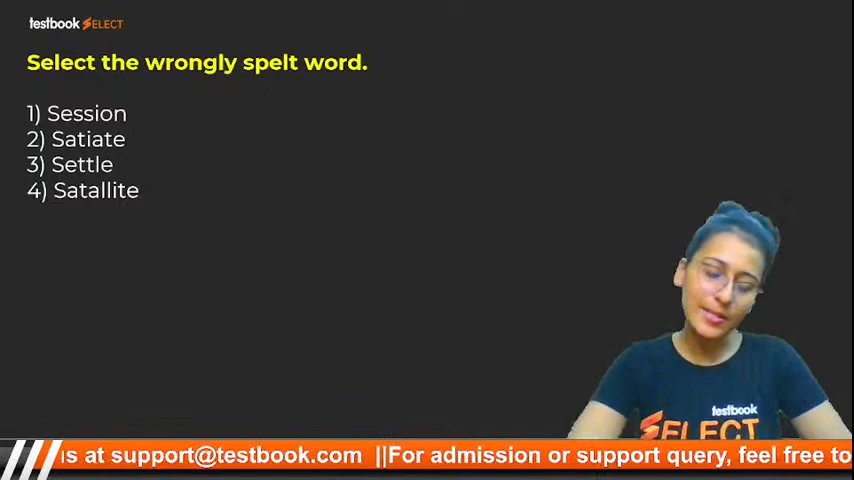 testbook SELECT
Select the wrongly spelt word.
1) Session
2) Satiate
3) Settle
4) Satallite
testbook
SELECT
us at support@testbook.com ||For admission or support query, feel free to